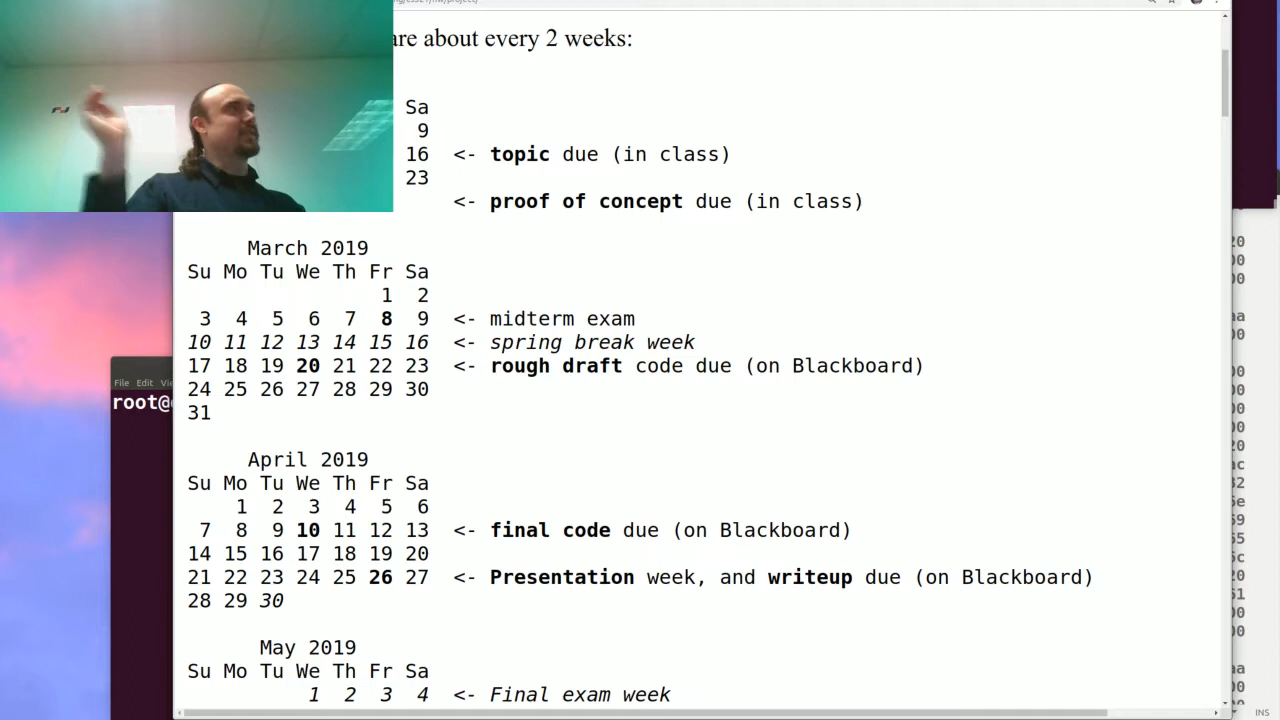 are about every 2 weeks:
Sa
9
16 <- topic due (in class)
23
<- proof of concept due (in class)
March 2019
Su Mo Tu We Th Fr Sa
1 2
3 4 5 6 7 8 9 <- midterm exam
10 11 12 13 14 15 16 <- spring break week
17 18 19 20 21 22 23 <- rough draft code due (on Blackboard)
24 25 26 27 28 29 30
31
April 2019
Su Mo Tu We Th Fr Sa
1 2 3 4 5 6
7 8 9 10 11 12 13 <- final code due (on Blackboard)
14 15 16 17 18 19 20
21 22 23 24 25 26 27 <- Presentation week, and writeup due (on Blackboard)
28 29 30
May 2019
Su Mo Tu We Th Fr Sa
1 2 3 4 <- Final exam week
File Edit
root@
INS